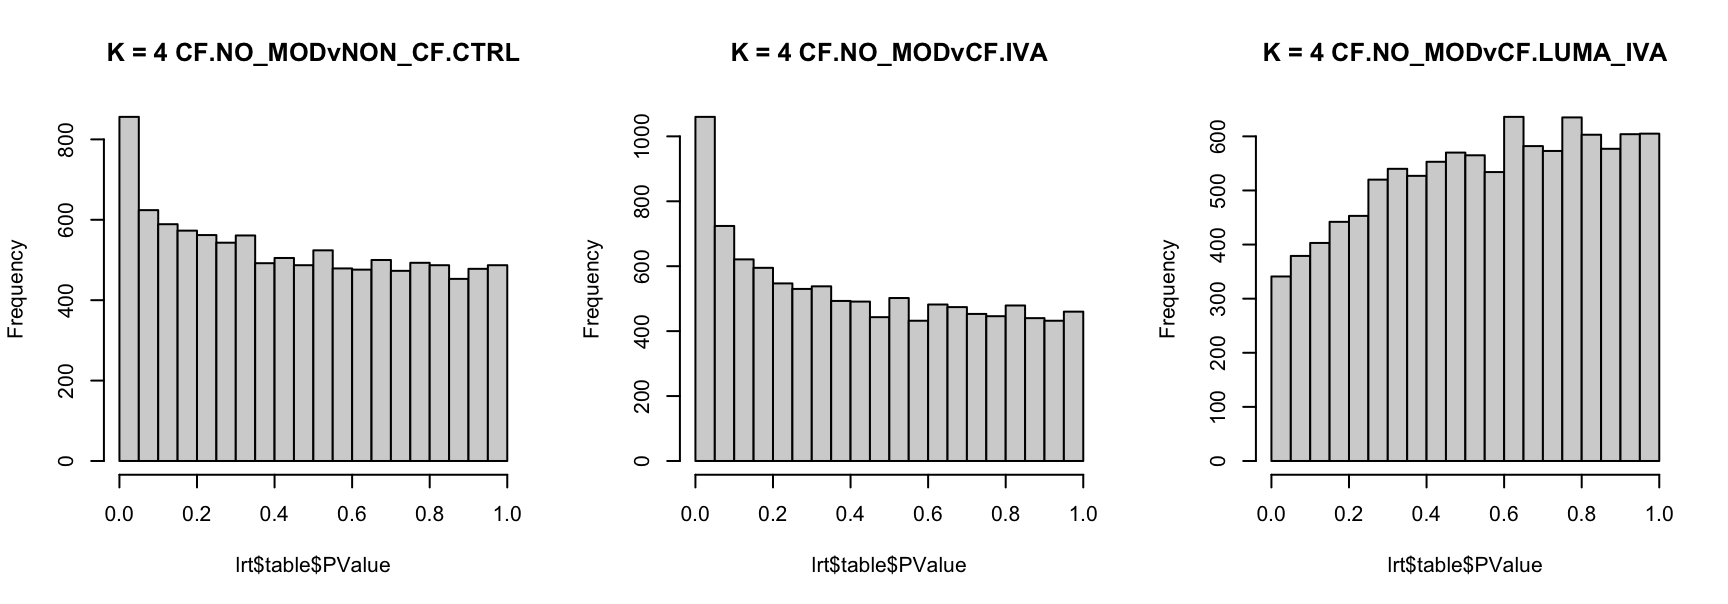 K = 4 CF.NO_MODvNON_CF.CTRL
Frequency
0
200
400
600
800
0.0 0.2 0.4 0.6 0.8 1.0
lrt$table$PValue
K = 4 CF.NO_MODvCF.IVA
Frequency
0
200
400
600
800
1000
0.0 0.2 0.4 0.6 0.8 1.0
lrt$table$PValue
K = 4 CF.NO_MODvCF.LUMA_IVA
Frequency
0
100
200
300
400
500
600
0.0 0.2 0.4 0.6 0.8 1.0
lrt$table$PValue